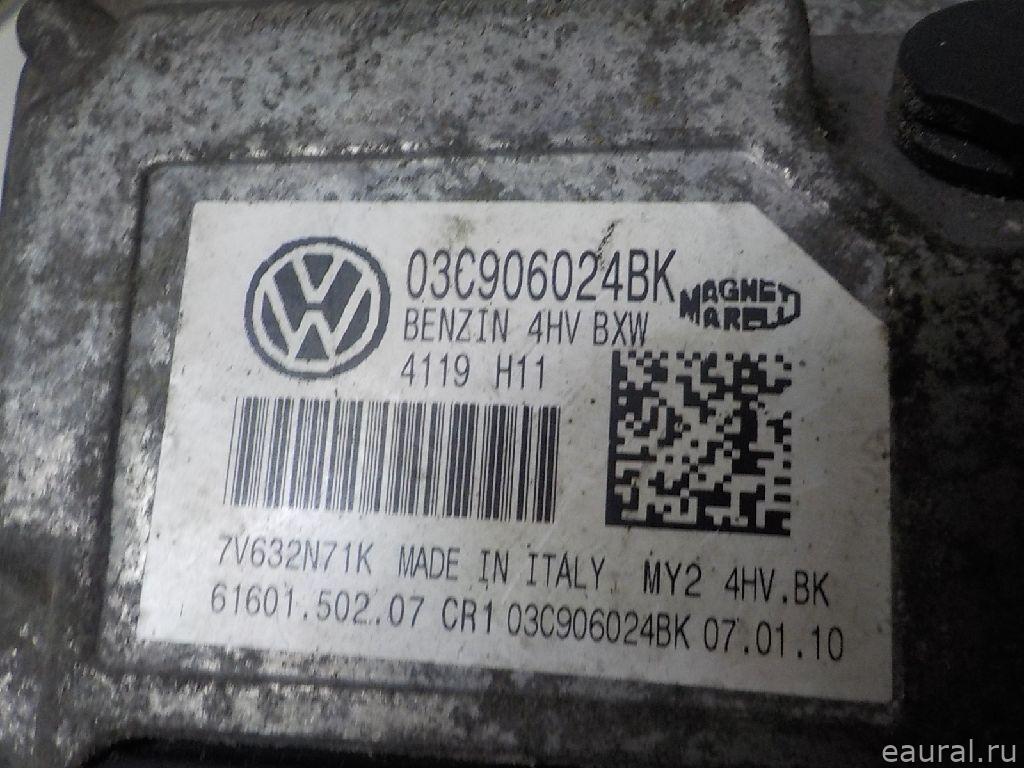 03C906024BK
MAGNETI
MARELLI
BENZIN 4HV BXW
4119 H11
7V632N71K MADE IN ITALY MY2 4HV.BK
61601.502.07 CR1 03C906024BK 07.01.10
eaural.ru